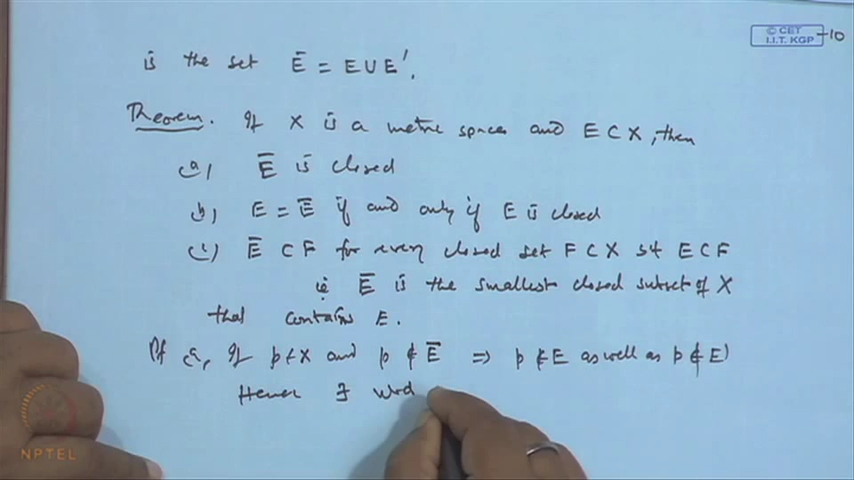 © CET
I.I.T. KGP
-10
is the set Ē = E ∪ E'.
Theorem. If X is a metric space and E ⊂ X, then
(a) Ē is closed
(b) E = Ē if and only if E is closed
(c) Ē ⊂ F for every closed set F ⊂ X st E ⊂ F
ie Ē is the smallest closed subset of X
that contains E.
Pf (a) If p ∈ X and p ∉ Ē ⇒ p ∉ E as well as p ∉ E'
Hence ∃
NPTEL